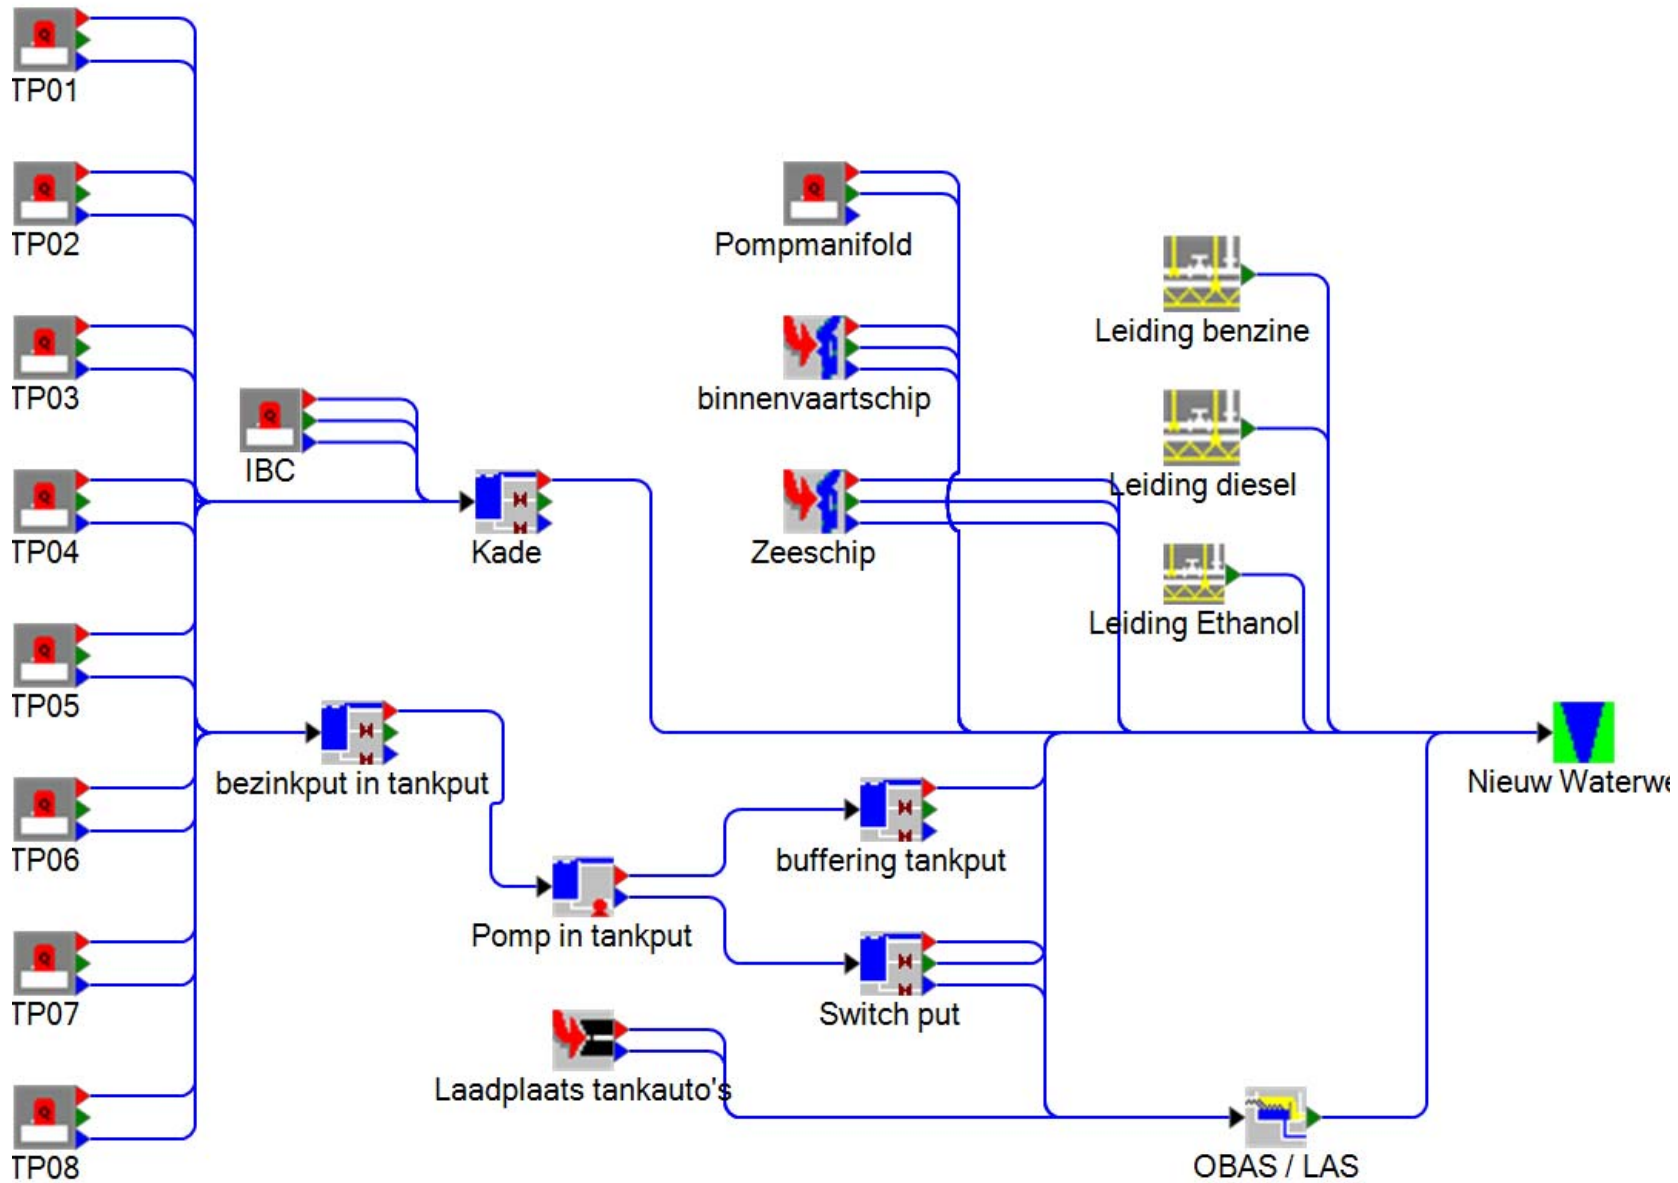 TP01
TP02
Pompmanifold
Leiding benzine
TP03
binnenvaartschip
IBC
Leiding diesel
TP04
Kade
Zeeschip
Leiding Ethanol
TP05
bezinkput in tankput
Nieuw Waterwe
TP06
buffering tankput
Pomp in tankput
TP07
Switch put
Laadplaats tankauto's
TP08
OBAS / LAS